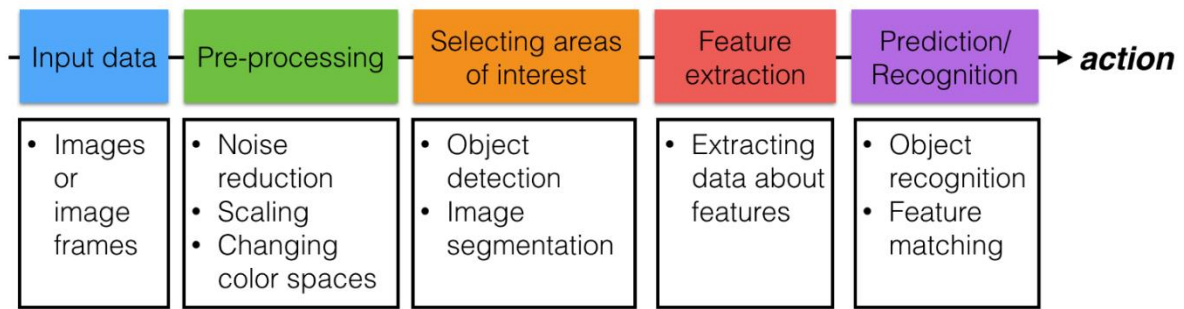 Input data
Pre-processing
Selecting areas
of interest
Feature
extraction
Prediction/
Recognition
action
• Images
or
image
frames
• Noise
reduction
• Scaling
• Changing
color spaces
• Object
detection
• Image
segmentation
• Extracting
data about
features
• Object
recognition
• Feature
matching